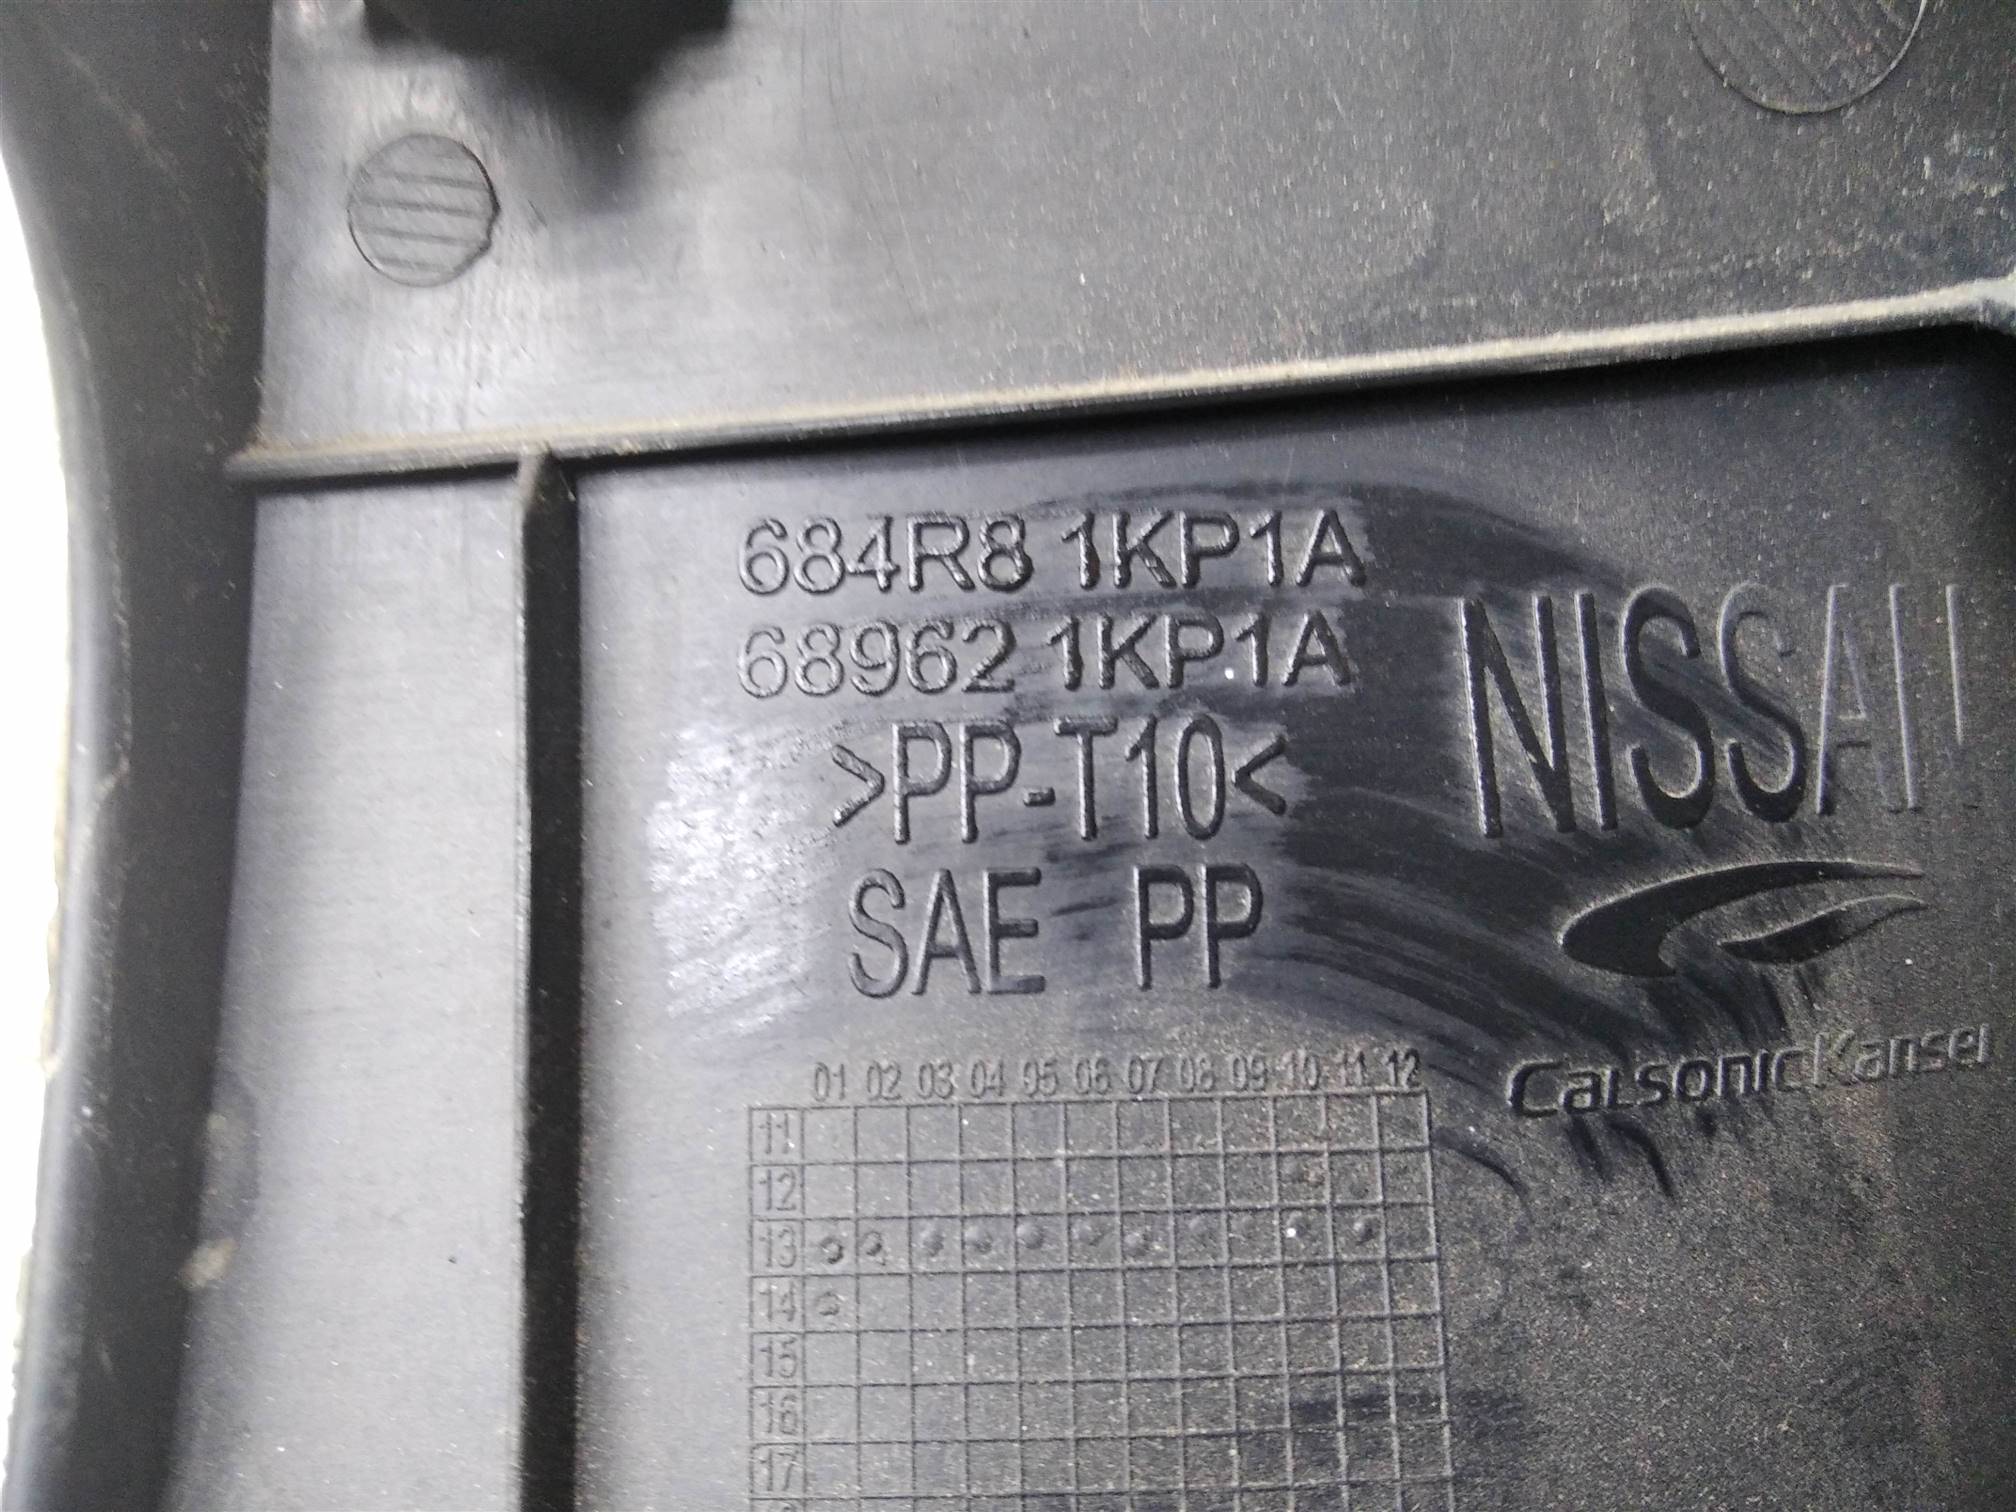 684R8 1KP1A
68962 1KP1A
>PP-T10<
SAE PP
NISSAN
CalsonicKansei
01 02 03 04 05 06 07 08 09 10 11 12
11
12
13
14
15
16
17